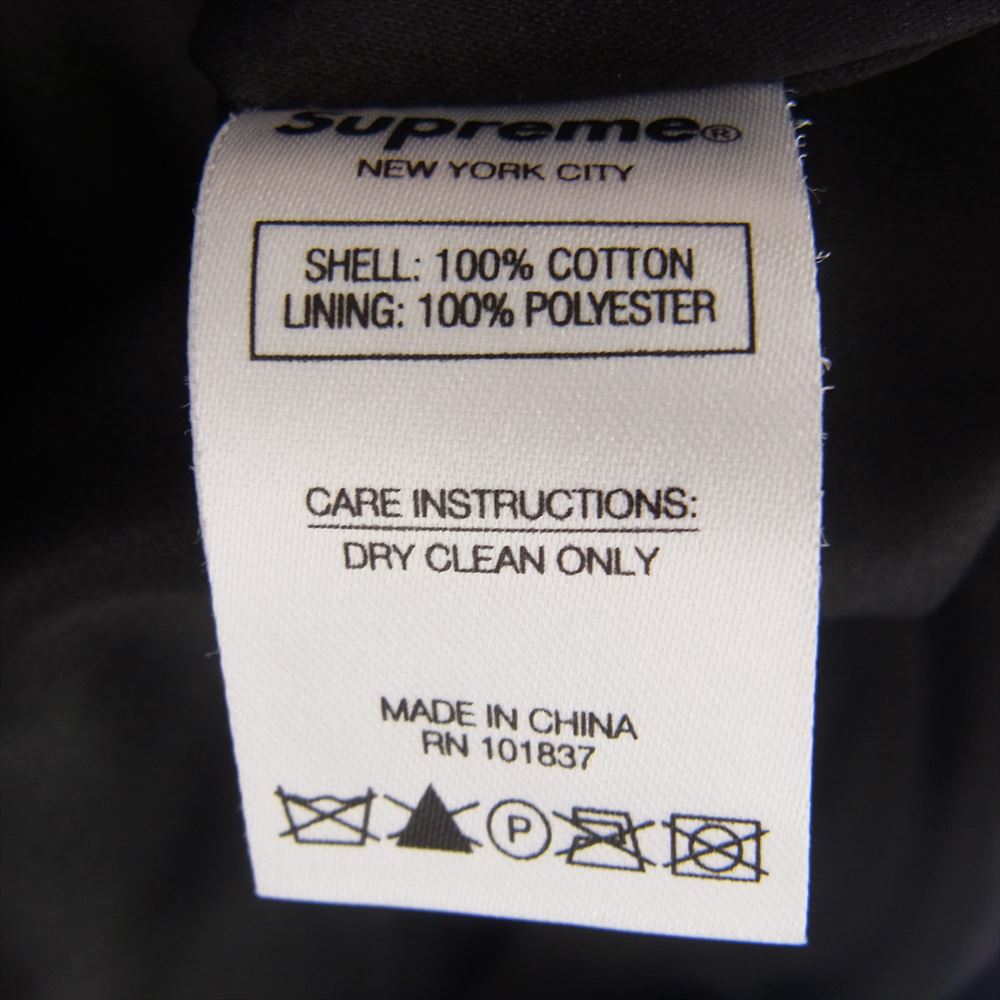 Supreme®
NEW YORK CITY
SHELL: 100% COTTON
LINING: 100% POLYESTER
CARE INSTRUCTIONS:
DRY CLEAN ONLY
MADE IN CHINA
RN 101837
P